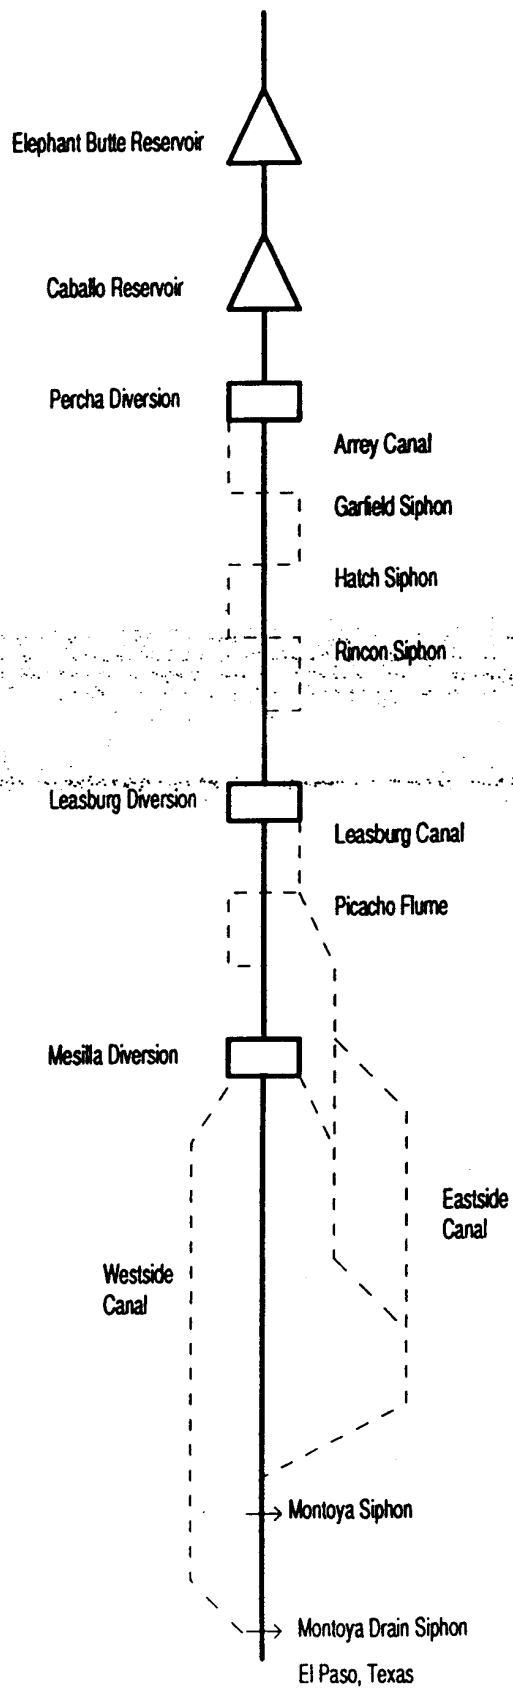 Elephant Butte Reservoir
Caballo Reservoir
Percha Diversion
Arrey Canal
Garfield Siphon
Hatch Siphon
Rincon Siphon
Leasburg Diversion
Leasburg Canal
Picacho Flume
Mesilla Diversion
Eastside
Canal
Westside
Canal
Montoya Siphon
Montoya Drain Siphon
El Paso, Texas